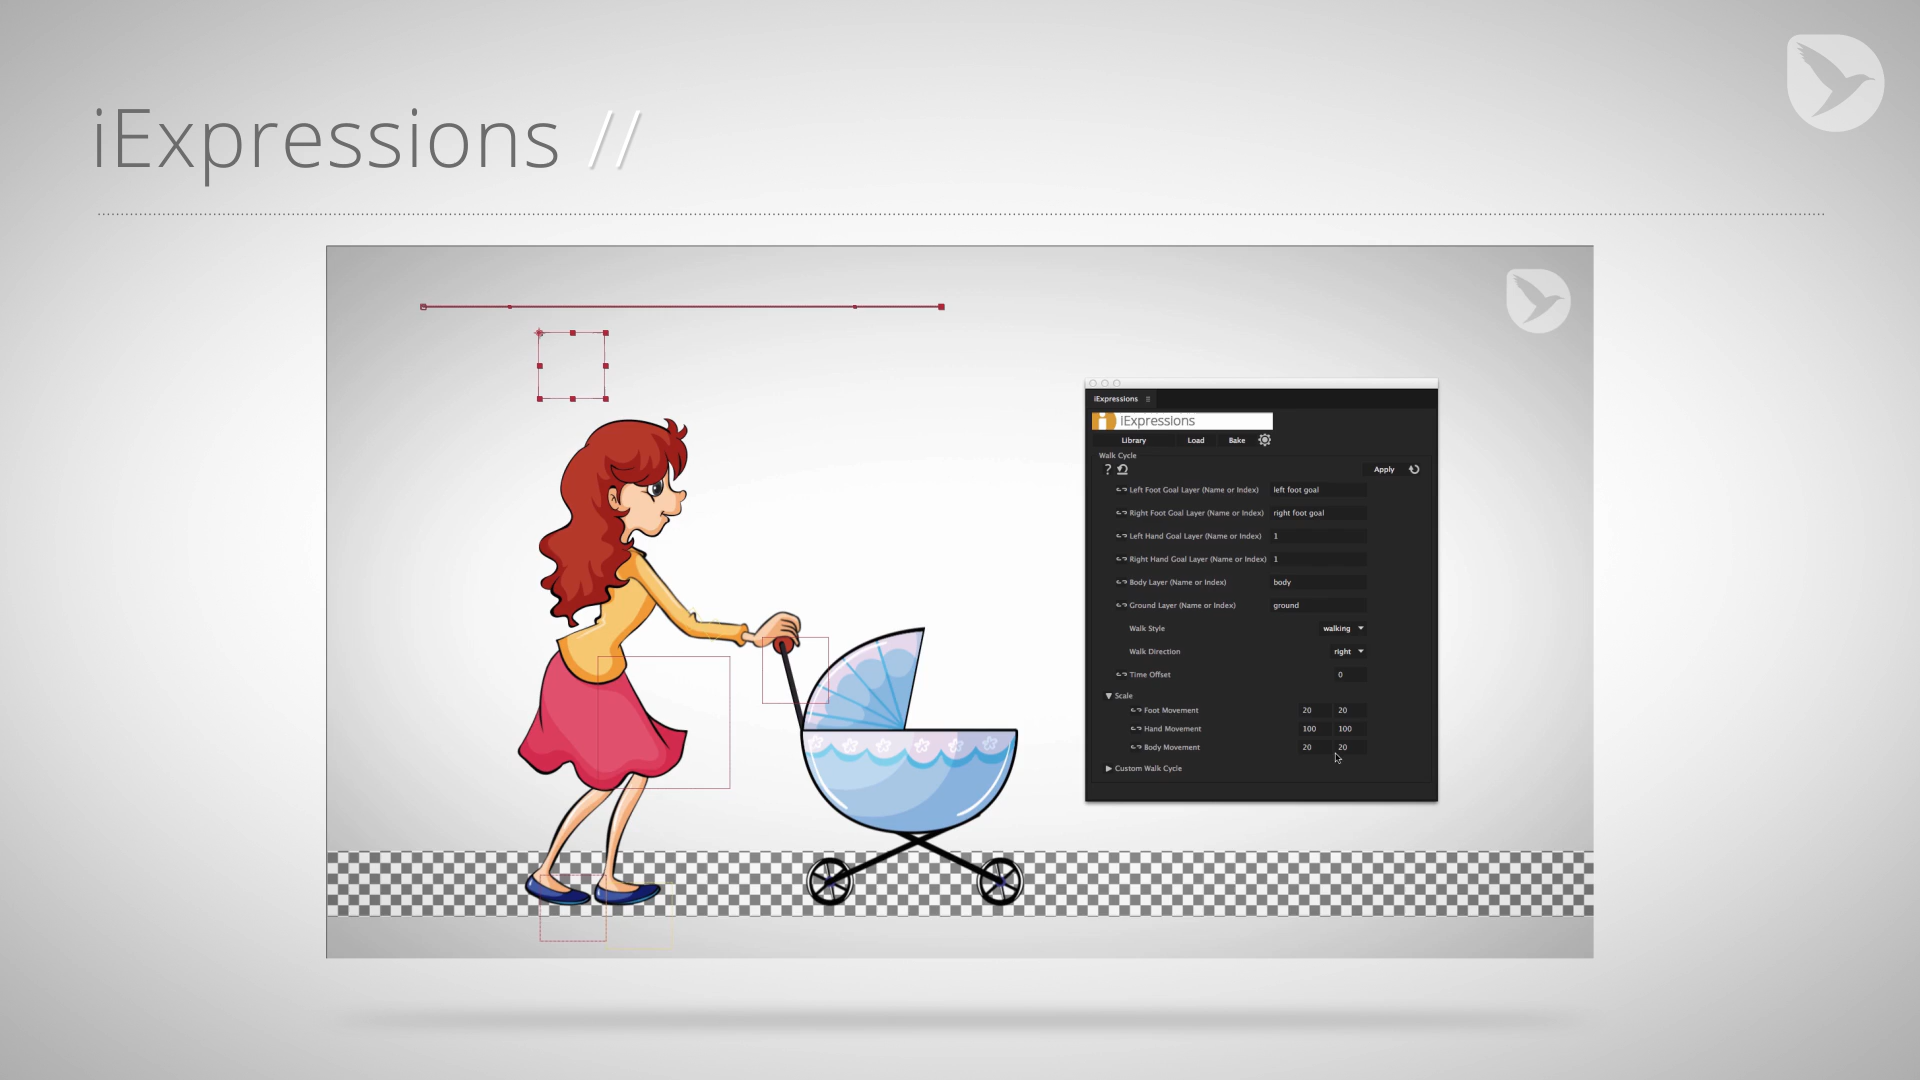 iExpressions //
iExpressions
iExpressions
Library Load Bake
Walk Cycle
? Apply
Left Foot Goal Layer (Name or Index) left foot goal
Right Foot Goal Layer (Name or Index) right foot goal
Left Hand Goal Layer (Name or Index) 1
Right Hand Goal Layer (Name or Index) 1
Body Layer (Name or Index) body
Ground Layer (Name or Index) ground
Walk Style walking
Walk Direction right
Time Offset 0
Scale
Foot Movement 20 20
Hand Movement 100 100
Body Movement 20 20
Custom Walk Cycle